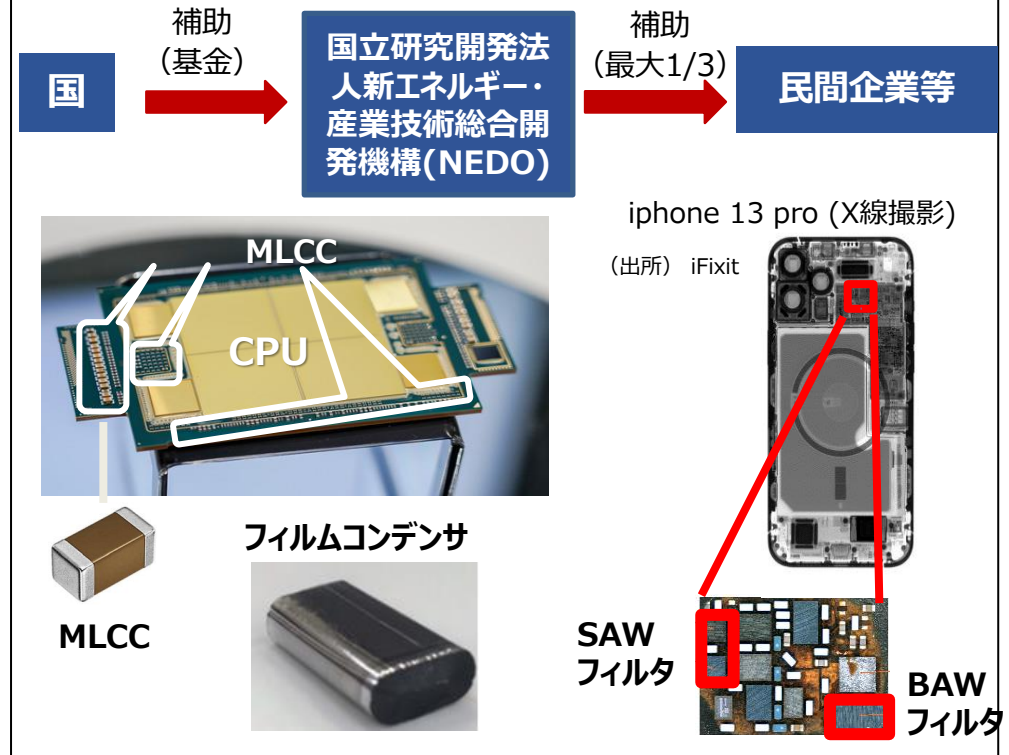 補助
（基金）
補助
（最大1/3）
国
国立研究開発法
人新エネルギー・
産業技術総合開
発機構(NEDO)
民間企業等
iphone 13 pro (X線撮影)
（出所） iFixit
MLCC
CPU
フィルムコンデンサ
MLCC
SAW
フィルタ
BAW
フィルタ